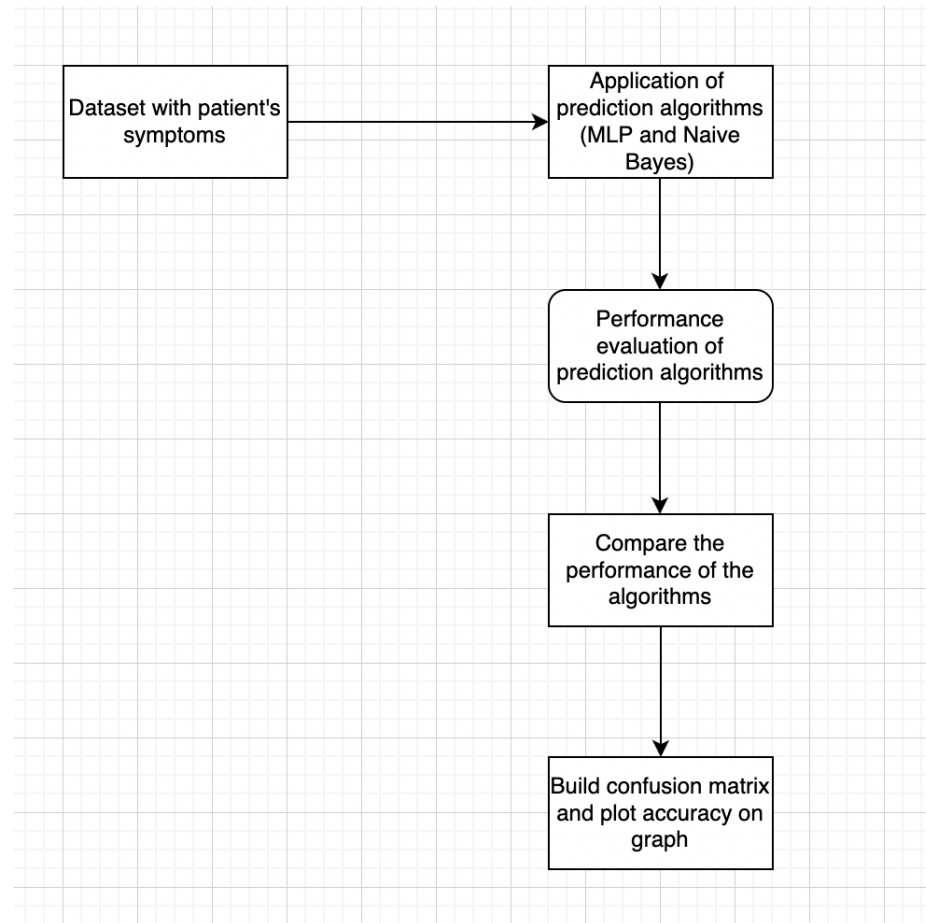 Dataset with patient's
symptoms
Application of
prediction algorithms
(MLP and Naive
Bayes)
Performance
evaluation of
prediction algorithms
Compare the
performance of the
algorithms
Build confusion matrix
and plot accuracy on
graph